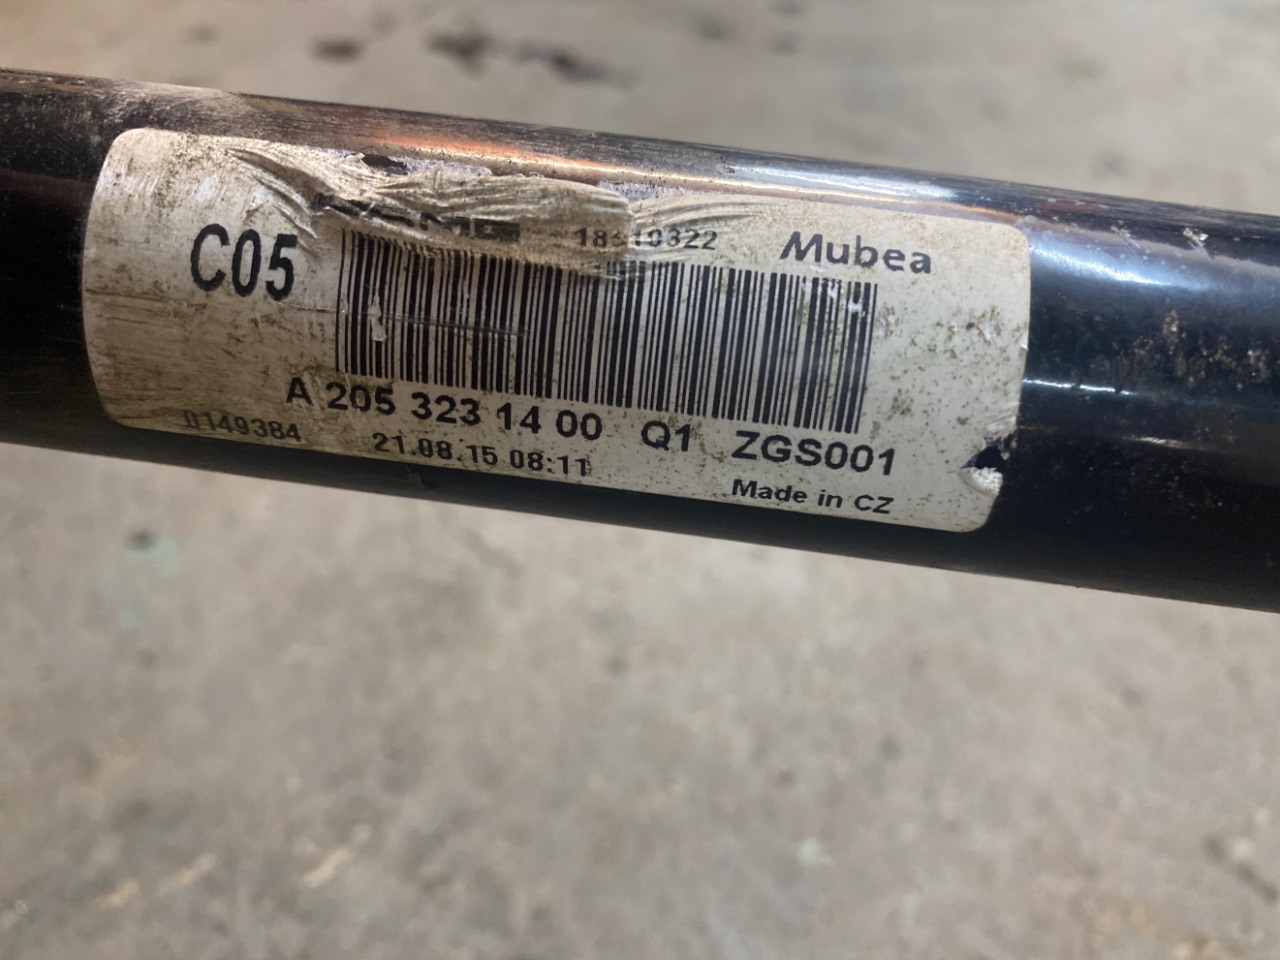 C05
Mubea
A 205 323 14 00 Q1 ZGS001
0149384 21.08.15 08:11
Made in CZ